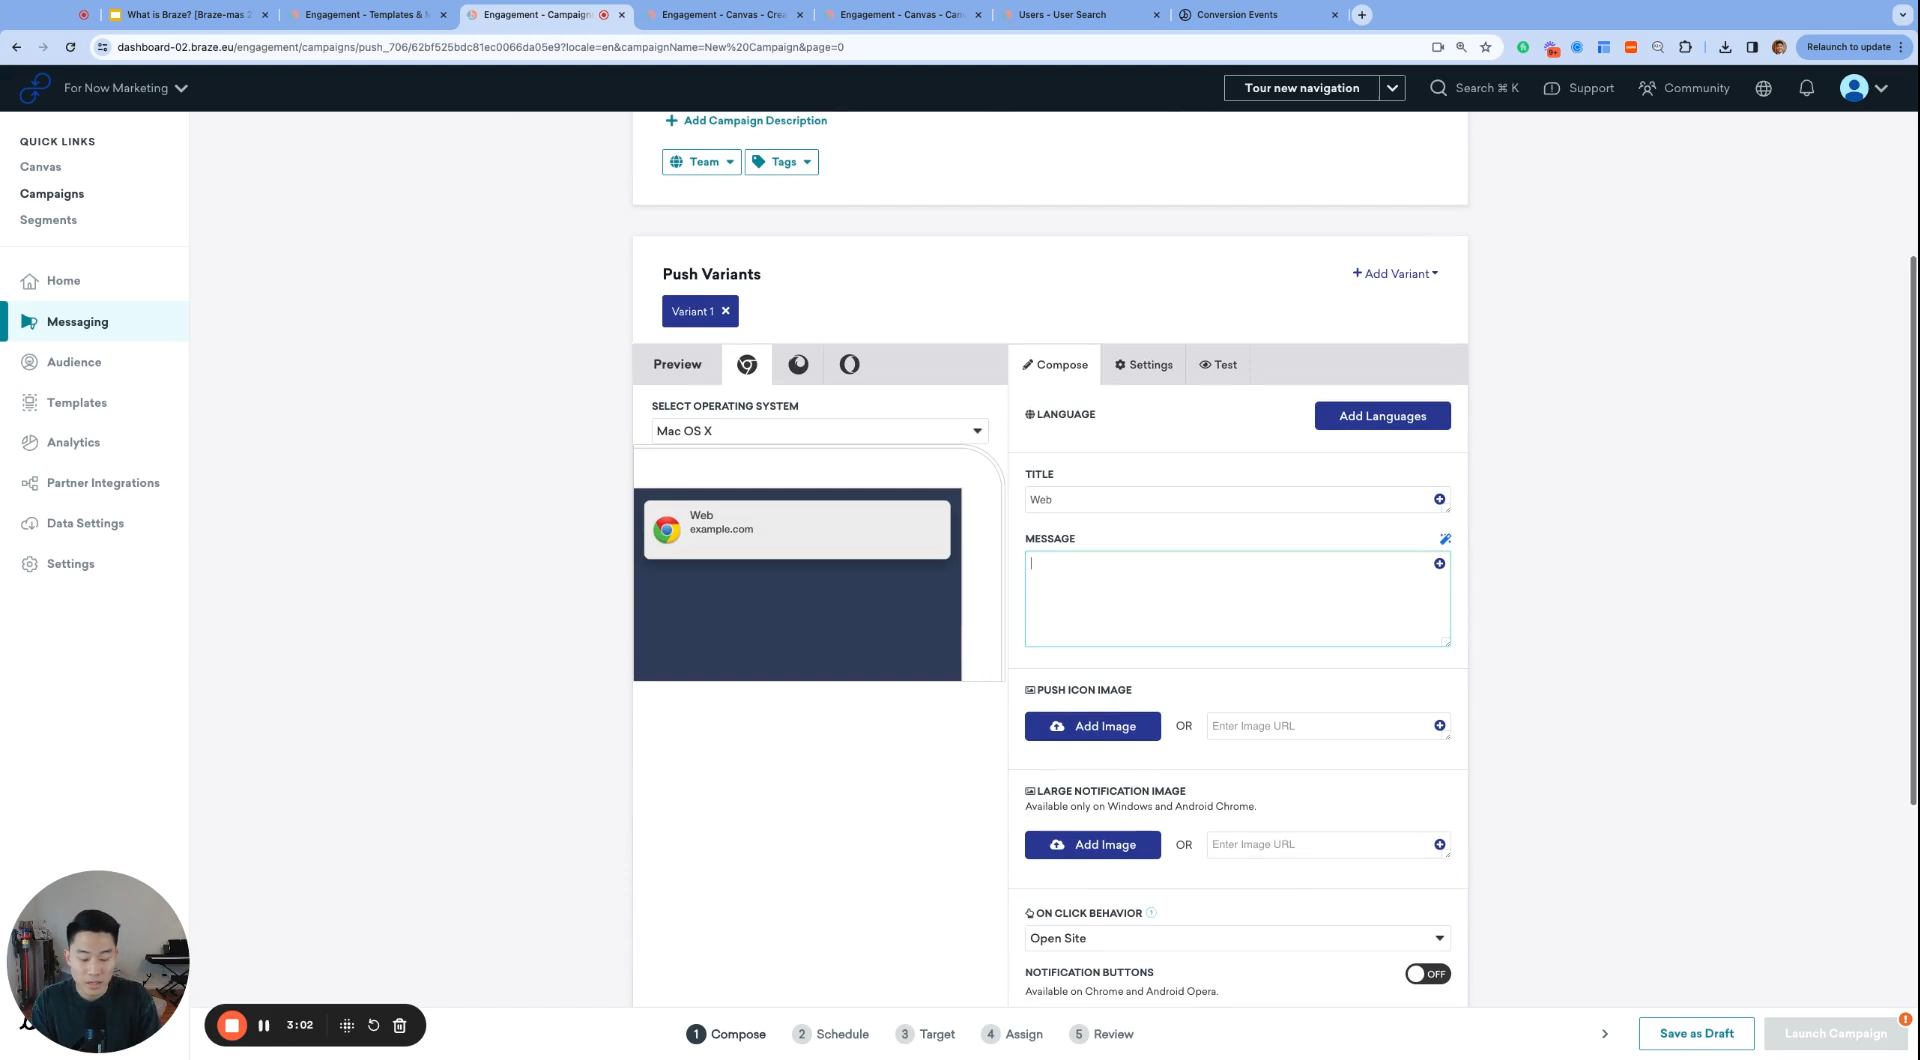 What is Braze? [Braze-mas 2
Engagement - Templates & M
Engagement - Campaign
Engagement - Canvas - Crea
Engagement - Canvas - Can
Users - User Search
Conversion Events
dashboard-02.braze.eu/engagement/campaigns/push_706/62bf525bdc81ec0066da05e9?locale=en&campaignName=New%20Campaign&page=0
9+
Relaunch to update
For Now Marketing
Tour new navigation
Search ⌘ K
Support
Community
QUICK LINKS
Canvas
Campaigns
Segments
Home
Messaging
Audience
Templates
Analytics
Partner Integrations
Data Settings
Settings
+ Add Campaign Description
Team
Tags
Push Variants
+ Add Variant
Variant 1 ×
Preview
Compose
Settings
Test
SELECT OPERATING SYSTEM
Mac OS X
Web
example.com
LANGUAGE
Add Languages
TITLE
Web
MESSAGE
PUSH ICON IMAGE
Add Image
OR
Enter Image URL
LARGE NOTIFICATION IMAGE
Available only on Windows and Android Chrome.
Add Image
OR
Enter Image URL
ON CLICK BEHAVIOR ?
Open Site
NOTIFICATION BUTTONS
OFF
Available on Chrome and Android Opera.
3:02
1 Compose
2 Schedule
3 Target
4 Assign
5 Review
Save as Draft
Launch Campaign
!